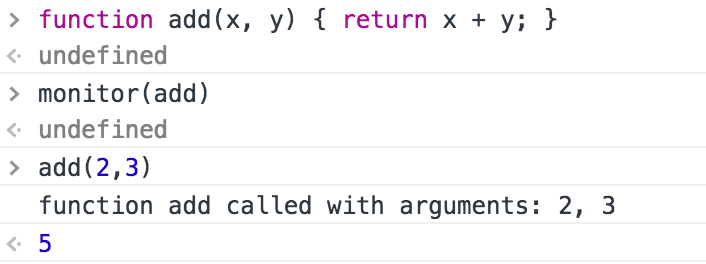 > function add(x, y) { return x + y; }
undefined
> monitor(add)
undefined
> add(2,3)
function add called with arguments: 2, 3
5